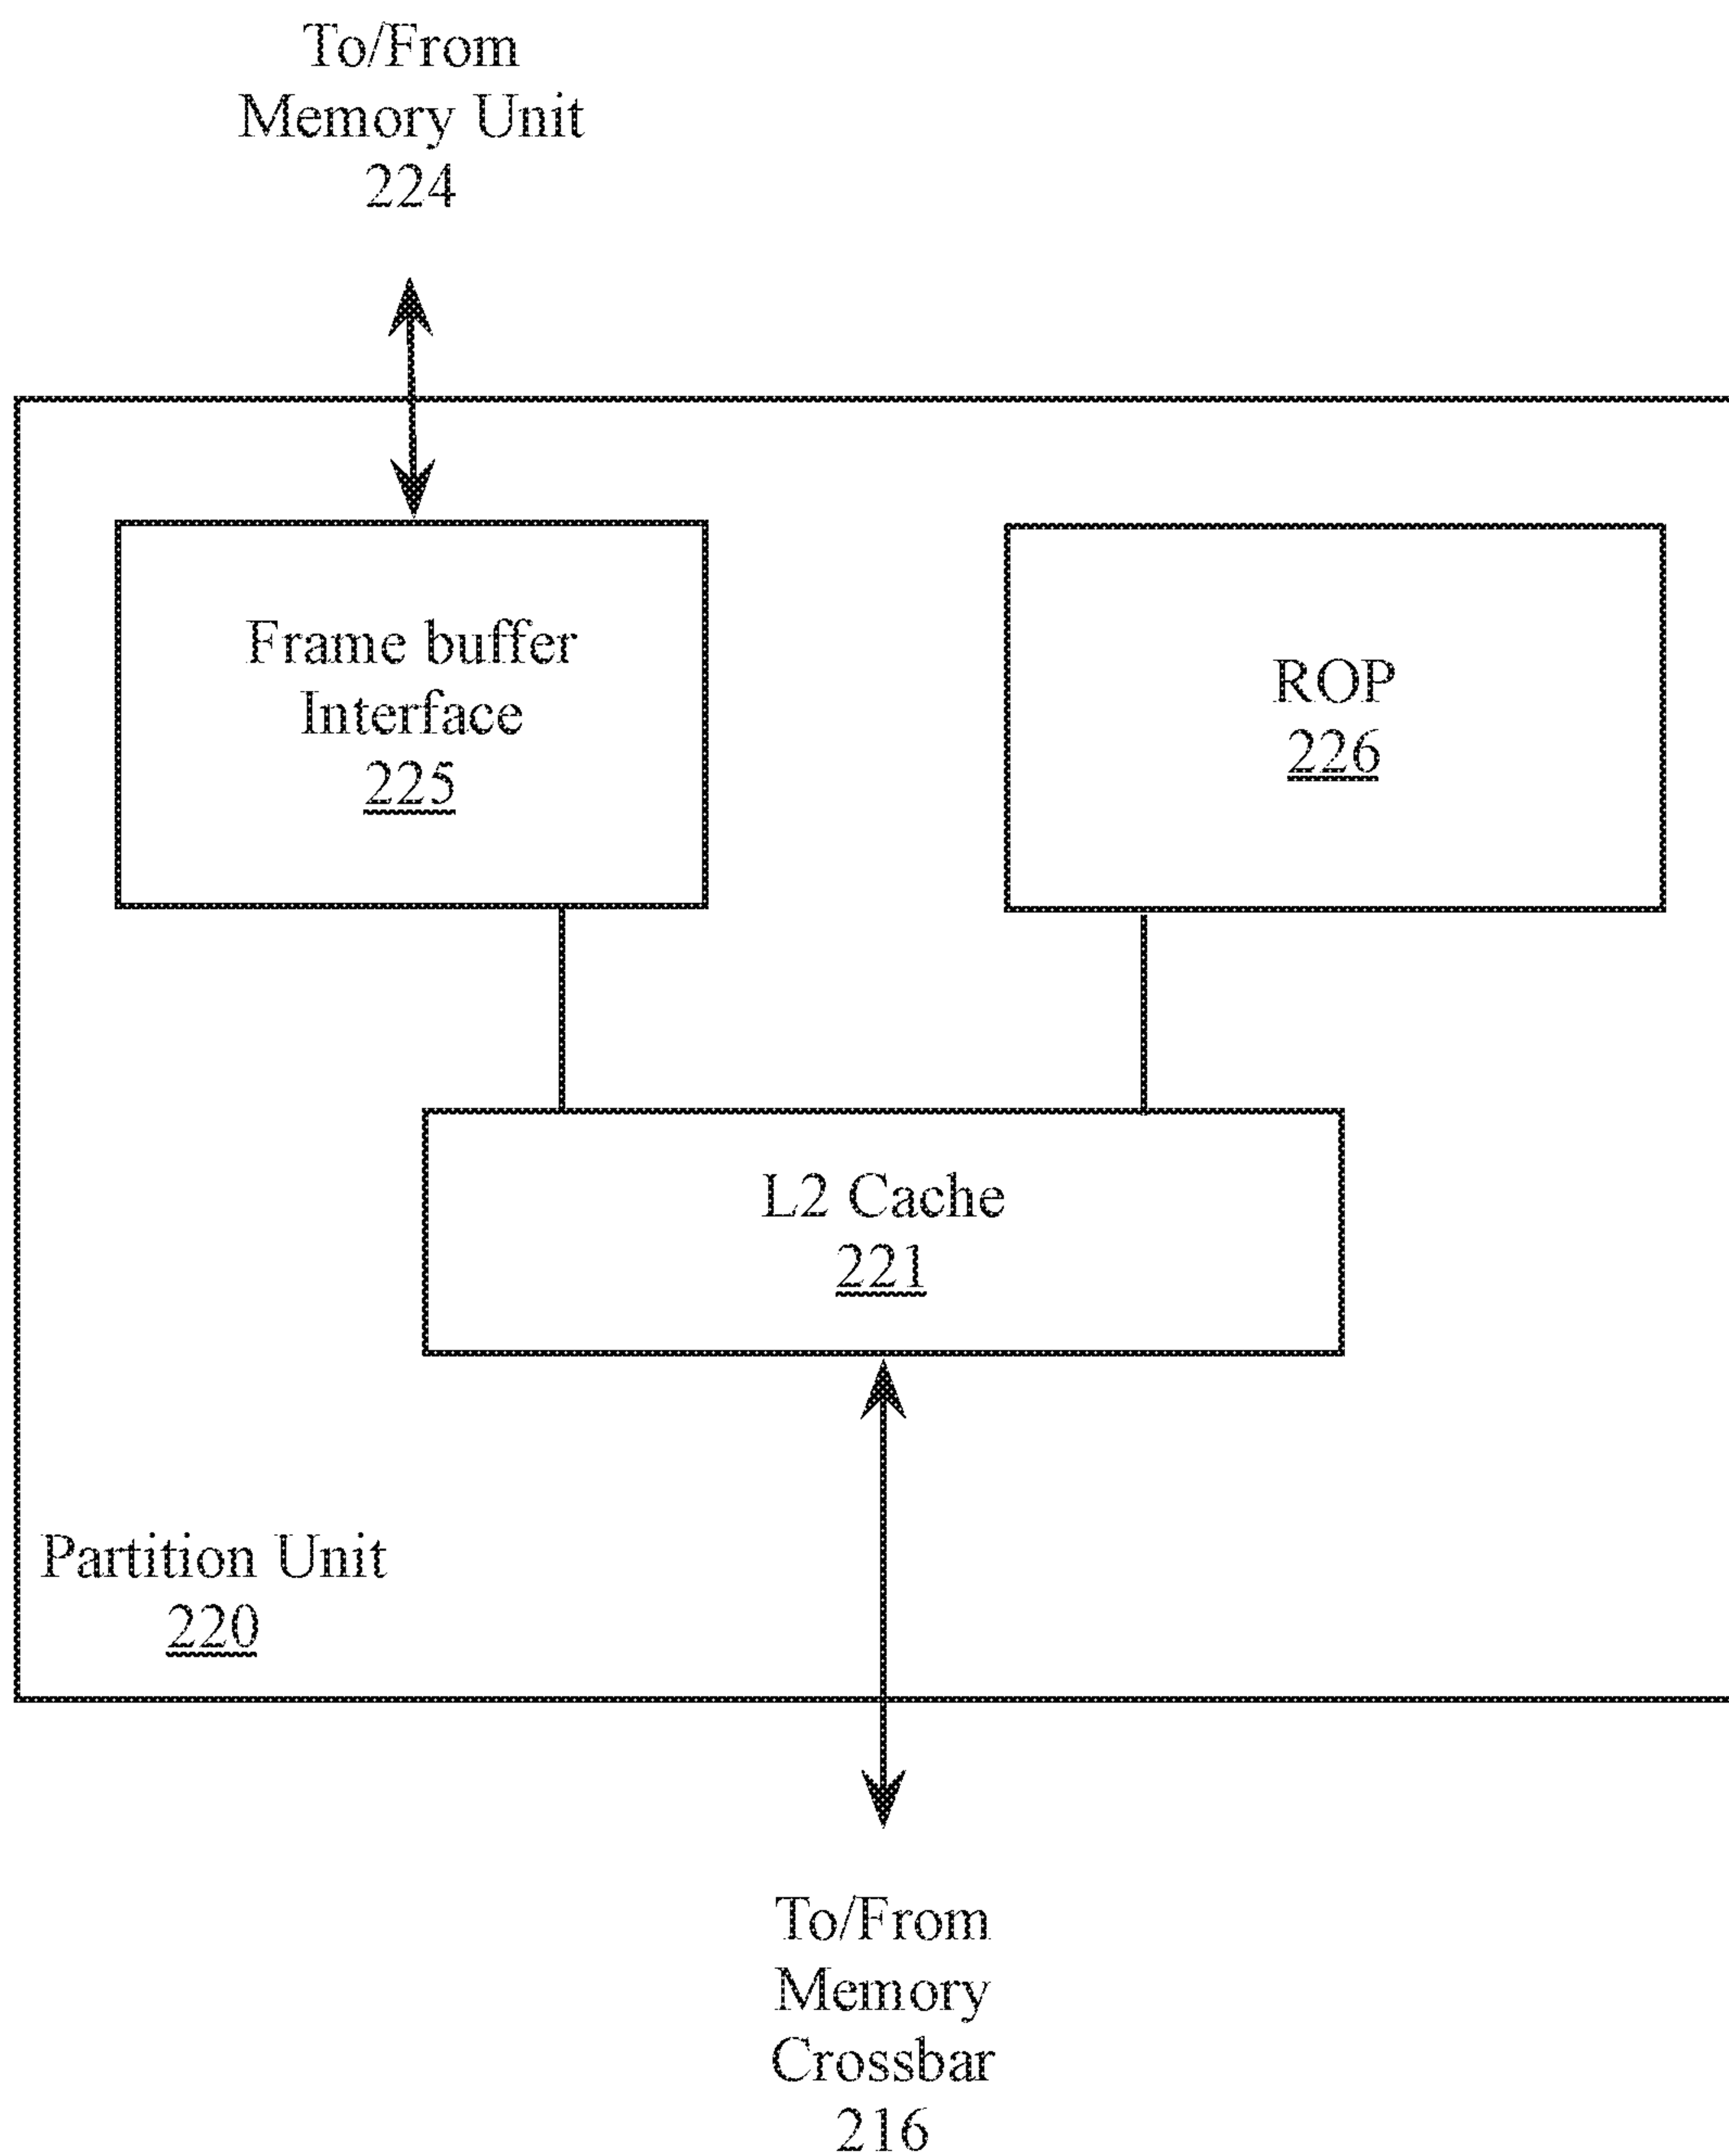 To/From
Memory Unit
224
Frame buffer
Interface
225
ROP
226
L2 Cache
221
Partition Unit
220
To/From
Memory
Crossbar
216